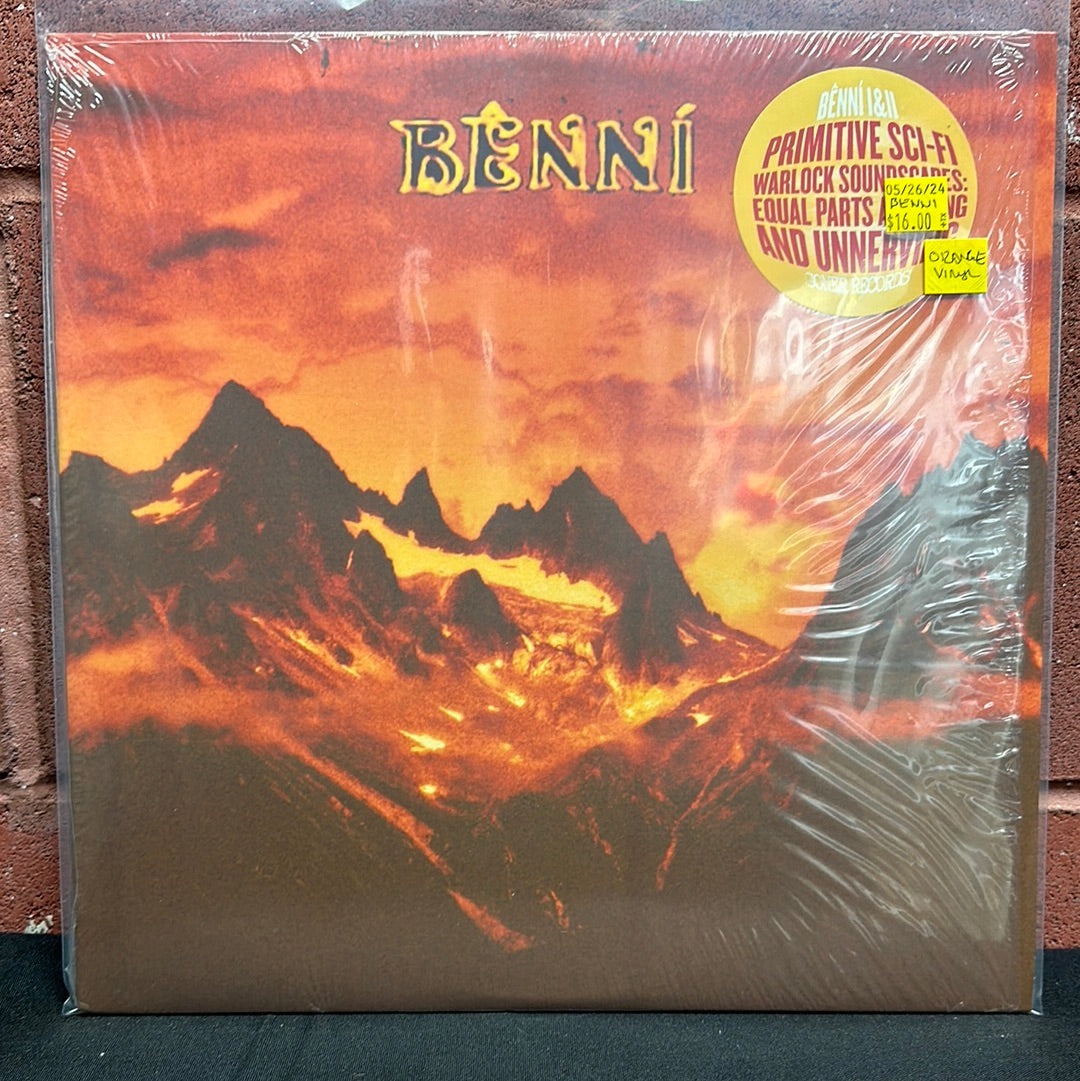 BÊNNÍ
BÊNNÍ I&II
PRIMITIVE SCI-FI
WARLOCK SOUNDSCAPES:
EQUAL PARTS
AND
RECORDS
05/26/24
BENNI
$16.00
ORANGE
VINYL